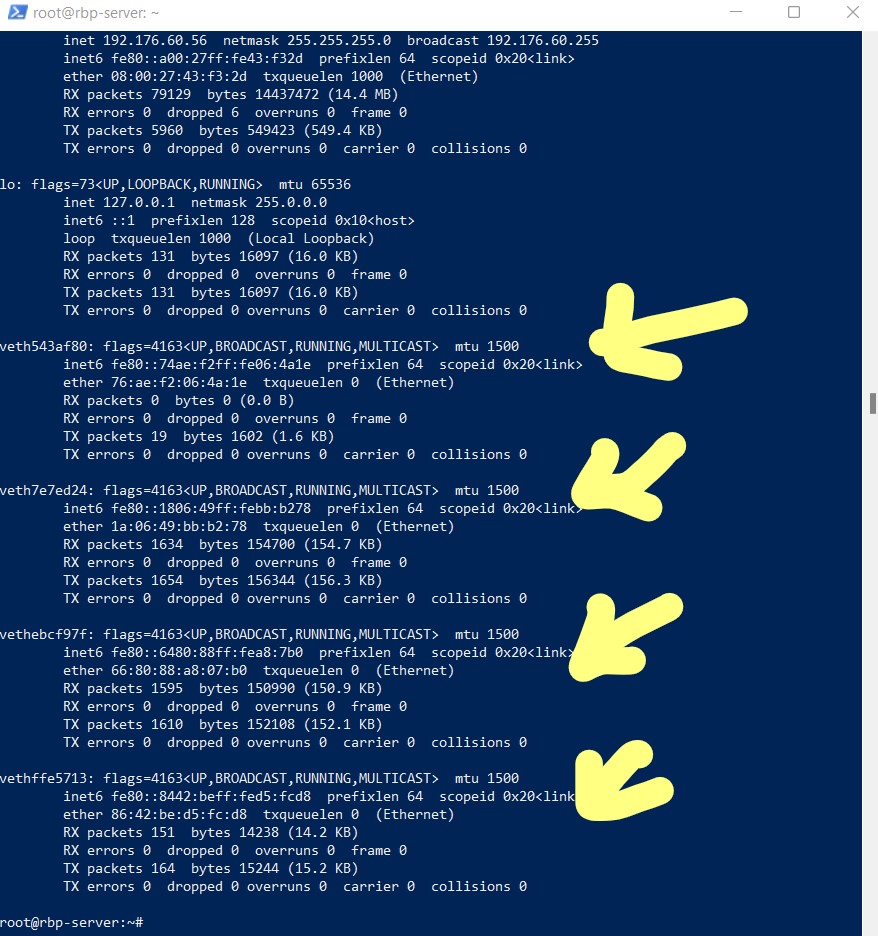 root@rbp-server: ~
inet 192.176.60.56 netmask 255.255.255.0 broadcast 192.176.60.255
inet6 fe80::a00:27ff:fe43:f32d prefixlen 64 scopeid 0x20<link>
ether 08:00:27:43:f3:2d txqueuelen 1000 (Ethernet)
RX packets 79129 bytes 14437472 (14.4 MB)
RX errors 0 dropped 6 overruns 0 frame 0
TX packets 5960 bytes 549423 (549.4 KB)
TX errors 0 dropped 0 overruns 0 carrier 0 collisions 0
lo: flags=73<UP,LOOPBACK,RUNNING> mtu 65536
inet 127.0.0.1 netmask 255.0.0.0
inet6 ::1 prefixlen 128 scopeid 0x10<host>
loop txqueuelen 1000 (Local Loopback)
RX packets 131 bytes 16097 (16.0 KB)
RX errors 0 dropped 0 overruns 0 frame 0
TX packets 131 bytes 16097 (16.0 KB)
TX errors 0 dropped 0 overruns 0 carrier 0 collisions 0
veth543af80: flags=4163<UP,BROADCAST,RUNNING,MULTICAST> mtu 1500
inet6 fe80::74ae:f2ff:fe06:4a1e prefixlen 64 scopeid 0x20<link>
ether 76:ae:f2:06:4a:1e txqueuelen 0 (Ethernet)
RX packets 0 bytes 0 (0.0 B)
RX errors 0 dropped 0 overruns 0 frame 0
TX packets 19 bytes 1602 (1.6 KB)
TX errors 0 dropped 0 overruns 0 carrier 0 collisions 0
veth7e7ed24: flags=4163<UP,BROADCAST,RUNNING,MULTICAST> mtu 1500
inet6 fe80::1806:49ff:febb:b278 prefixlen 64 scopeid 0x20<link>
ether 1a:06:49:bb:b2:78 txqueuelen 0 (Ethernet)
RX packets 1634 bytes 154700 (154.7 KB)
RX errors 0 dropped 0 overruns 0 frame 0
TX packets 1654 bytes 156344 (156.3 KB)
TX errors 0 dropped 0 overruns 0 carrier 0 collisions 0
vethebcf97f: flags=4163<UP,BROADCAST,RUNNING,MULTICAST> mtu 1500
inet6 fe80::6480:88ff:fea8:7b0 prefixlen 64 scopeid 0x20<link>
ether 66:80:88:a8:07:b0 txqueuelen 0 (Ethernet)
RX packets 1595 bytes 150990 (150.9 KB)
RX errors 0 dropped 0 overruns 0 frame 0
TX packets 1610 bytes 152108 (152.1 KB)
TX errors 0 dropped 0 overruns 0 carrier 0 collisions 0
vethffe5713: flags=4163<UP,BROADCAST,RUNNING,MULTICAST> mtu 1500
inet6 fe80::8442:beff:fed5:fcd8 prefixlen 64 scopeid 0x20<link
ether 86:42:be:d5:fc:d8 txqueuelen 0 (Ethernet)
RX packets 151 bytes 14238 (14.2 KB)
RX errors 0 dropped 0 overruns 0 frame 0
TX packets 164 bytes 15244 (15.2 KB)
TX errors 0 dropped 0 overruns 0 carrier 0 collisions 0
root@rbp-server:~#